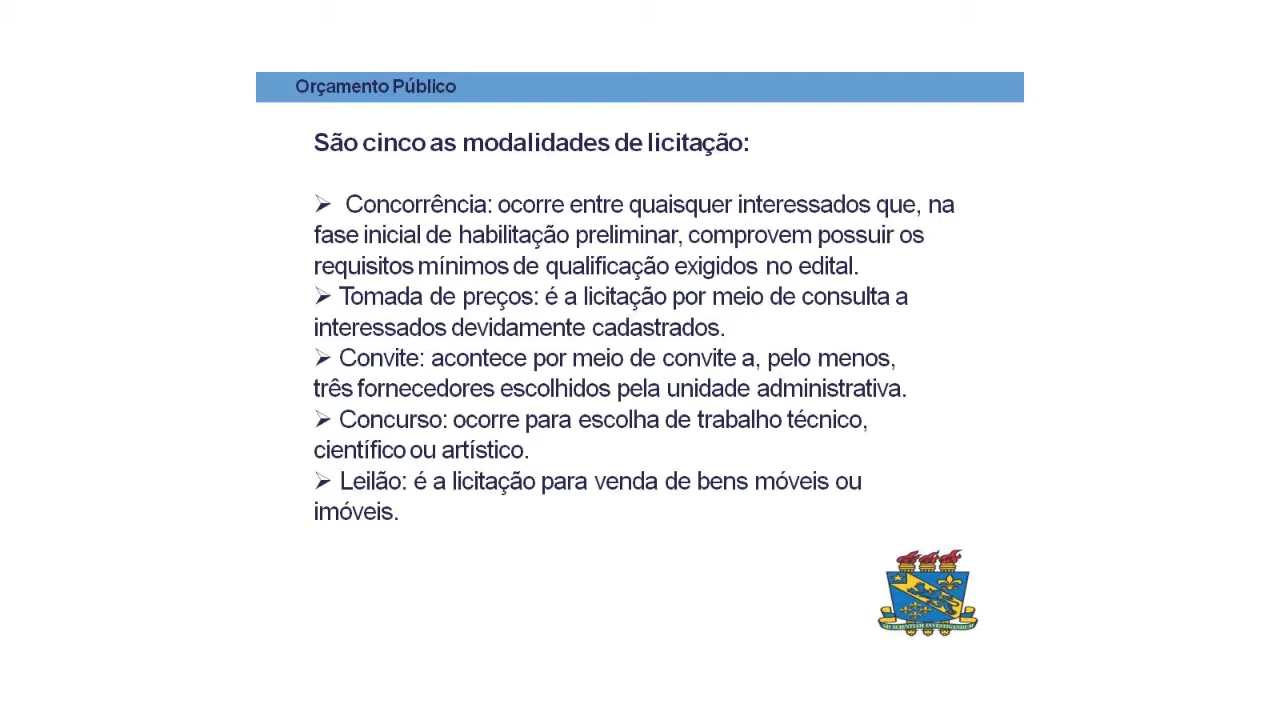 Orçamento Público
São cinco as modalidades de licitação:
➢ Concorrência: ocorre entre quaisquer interessados que, na
fase inicial de habilitação preliminar, comprovem possuir os
requisitos mínimos de qualificação exigidos no edital.
➢ Tomada de preços: é a licitação por meio de consulta a
interessados devidamente cadastrados.
➢ Convite: acontece por meio de convite a, pelo menos,
três fornecedores escolhidos pela unidade administrativa.
➢ Concurso: ocorre para escolha de trabalho técnico,
científico ou artístico.
➢ Leilão: é a licitação para venda de bens móveis ou
imóveis.